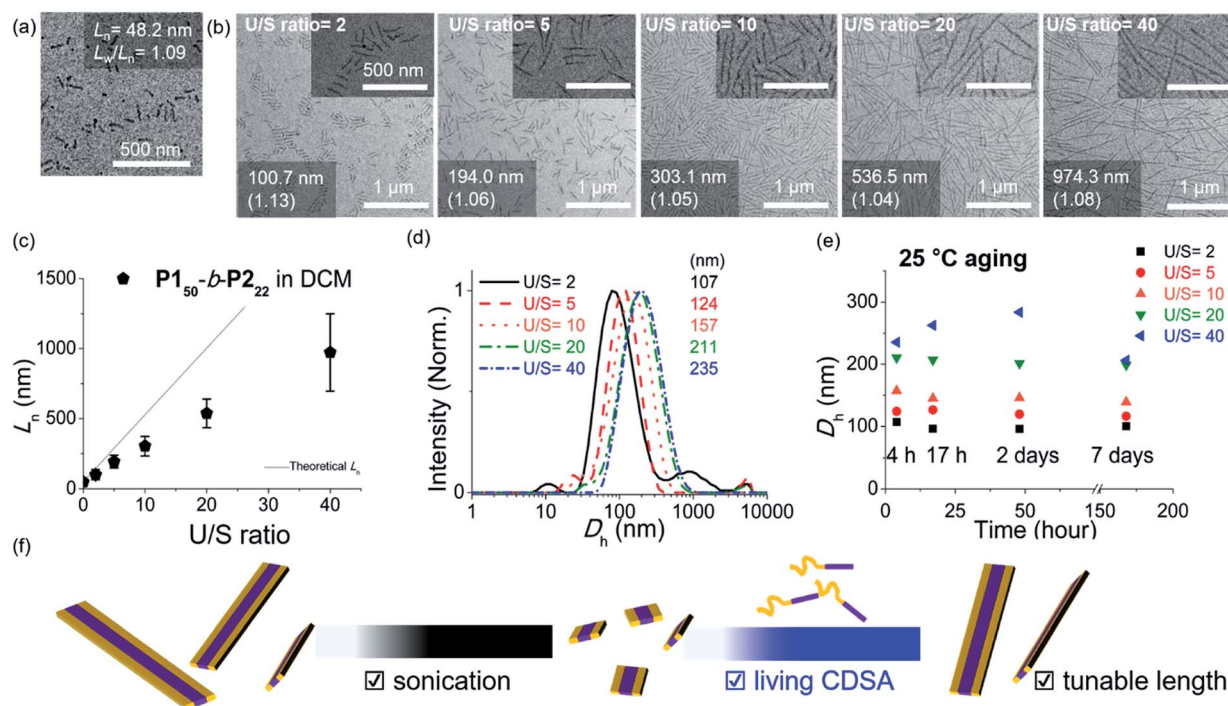 (a)
Lₙ= 48.2 nm
L_w/Lₙ= 1.09
500 nm
(b)
U/S ratio= 2
500 nm
100.7 nm
(1.13)
1 µm
U/S ratio= 5
194.0 nm
(1.06)
1 µm
U/S ratio= 10
303.1 nm
(1.05)
1 µm
U/S ratio= 20
536.5 nm
(1.04)
1 µm
U/S ratio= 40
974.3 nm
(1.08)
1 µm
(c)
1500
1000
500
0
Lₙ (nm)
P1₅₀-b-P2₂₂ in DCM
Theoretical Lₙ
0 10 20 30 40
U/S ratio
(d)
Intensity (Norm.)
1
0
(nm)
U/S= 2 107
U/S= 5 124
U/S= 10 157
U/S= 20 211
U/S= 40 235
1 10 100 1000 10000
Dₕ (nm)
(e)
25 °C aging
U/S= 2
U/S= 5
U/S= 10
U/S= 20
U/S= 40
300
200
100
0
Dₕ (nm)
4 h 17 h 2 days 7 days
0 25 50 150 200
Time (hour)
(f)
☑ sonication
☑ living CDSA
☑ tunable length